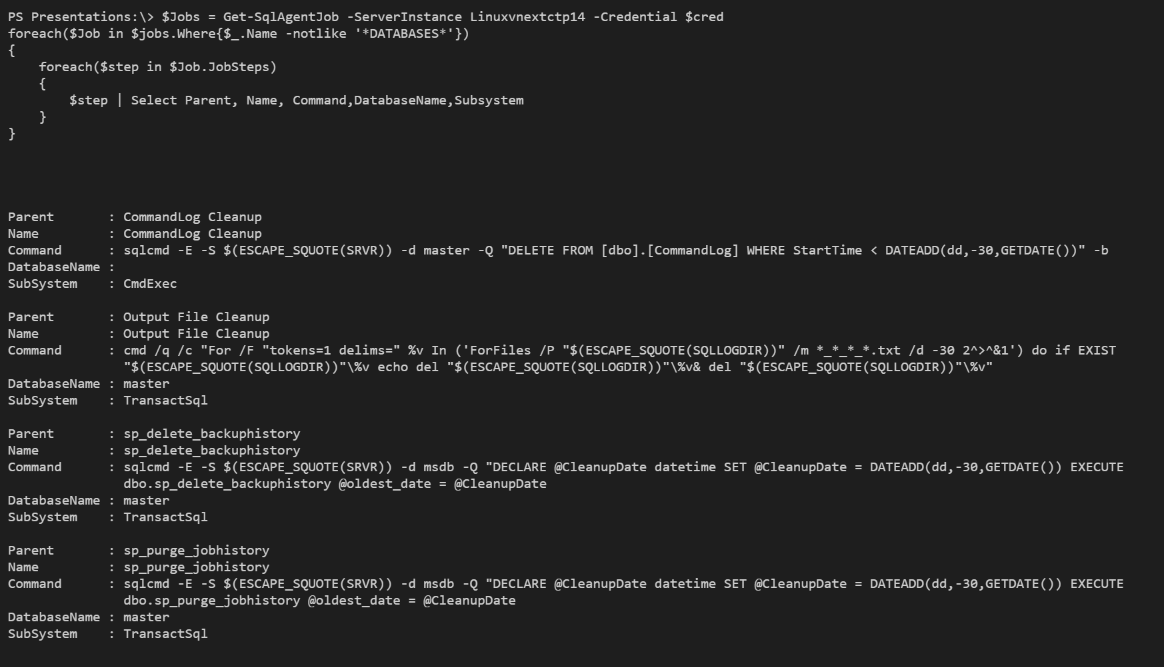 PS Presentations:\> $Jobs = Get-SqlAgentJob -ServerInstance Linuxvnextctp14 -Credential $cred
foreach($Job in $jobs.Where{$_.Name -notlike '*DATABASES*'})
{
    foreach($step in $Job.JobSteps)
    {
        $step | Select Parent, Name, Command,DatabaseName,Subsystem
    }
}
Parent       : CommandLog Cleanup
Name         : CommandLog Cleanup
Command      : sqlcmd -E -S $(ESCAPE_SQUOTE(SRVR)) -d master -Q "DELETE FROM [dbo].[CommandLog] WHERE StartTime < DATEADD(dd,-30,GETDATE())" -b
DatabaseName :
SubSystem    : CmdExec
Parent       : Output File Cleanup
Name         : Output File Cleanup
Command      : cmd /q /c "For /F "tokens=1 delims=" %v In ('ForFiles /P "$(ESCAPE_SQUOTE(SQLLOGDIR))" /m *_*_*_*.txt /d -30 2^>^&1') do if EXIST
               "$(ESCAPE_SQUOTE(SQLLOGDIR))"\%v echo del "$(ESCAPE_SQUOTE(SQLLOGDIR))"\%v& del "$(ESCAPE_SQUOTE(SQLLOGDIR))"\%v"
DatabaseName : master
SubSystem    : TransactSql
Parent       : sp_delete_backuphistory
Name         : sp_delete_backuphistory
Command      : sqlcmd -E -S $(ESCAPE_SQUOTE(SRVR)) -d msdb -Q "DECLARE @CleanupDate datetime SET @CleanupDate = DATEADD(dd,-30,GETDATE()) EXECUTE
               dbo.sp_delete_backuphistory @oldest_date = @CleanupDate
DatabaseName : master
SubSystem    : TransactSql
Parent       : sp_purge_jobhistory
Name         : sp_purge_jobhistory
Command      : sqlcmd -E -S $(ESCAPE_SQUOTE(SRVR)) -d msdb -Q "DECLARE @CleanupDate datetime SET @CleanupDate = DATEADD(dd,-30,GETDATE()) EXECUTE
               dbo.sp_purge_jobhistory @oldest_date = @CleanupDate
DatabaseName : master
SubSystem    : TransactSql